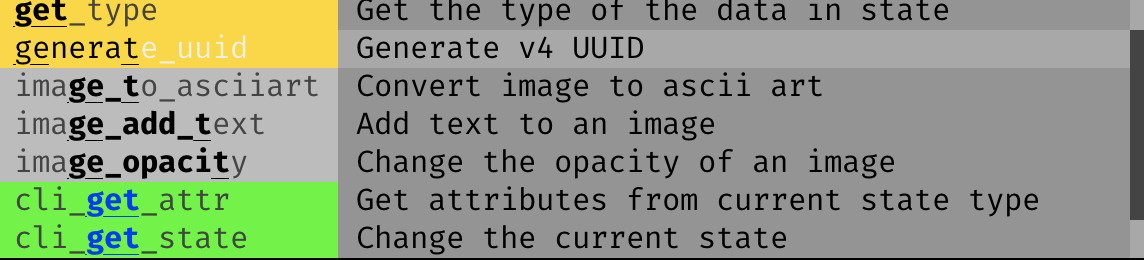 get_type Get the type of the data in state
generate_uuid Generate v4 UUID
image_to_asciiart Convert image to ascii art
image_add_text Add text to an image
image_opacity Change the opacity of an image
cli_get_attr Get attributes from current state type
cli_get_state Change the current state